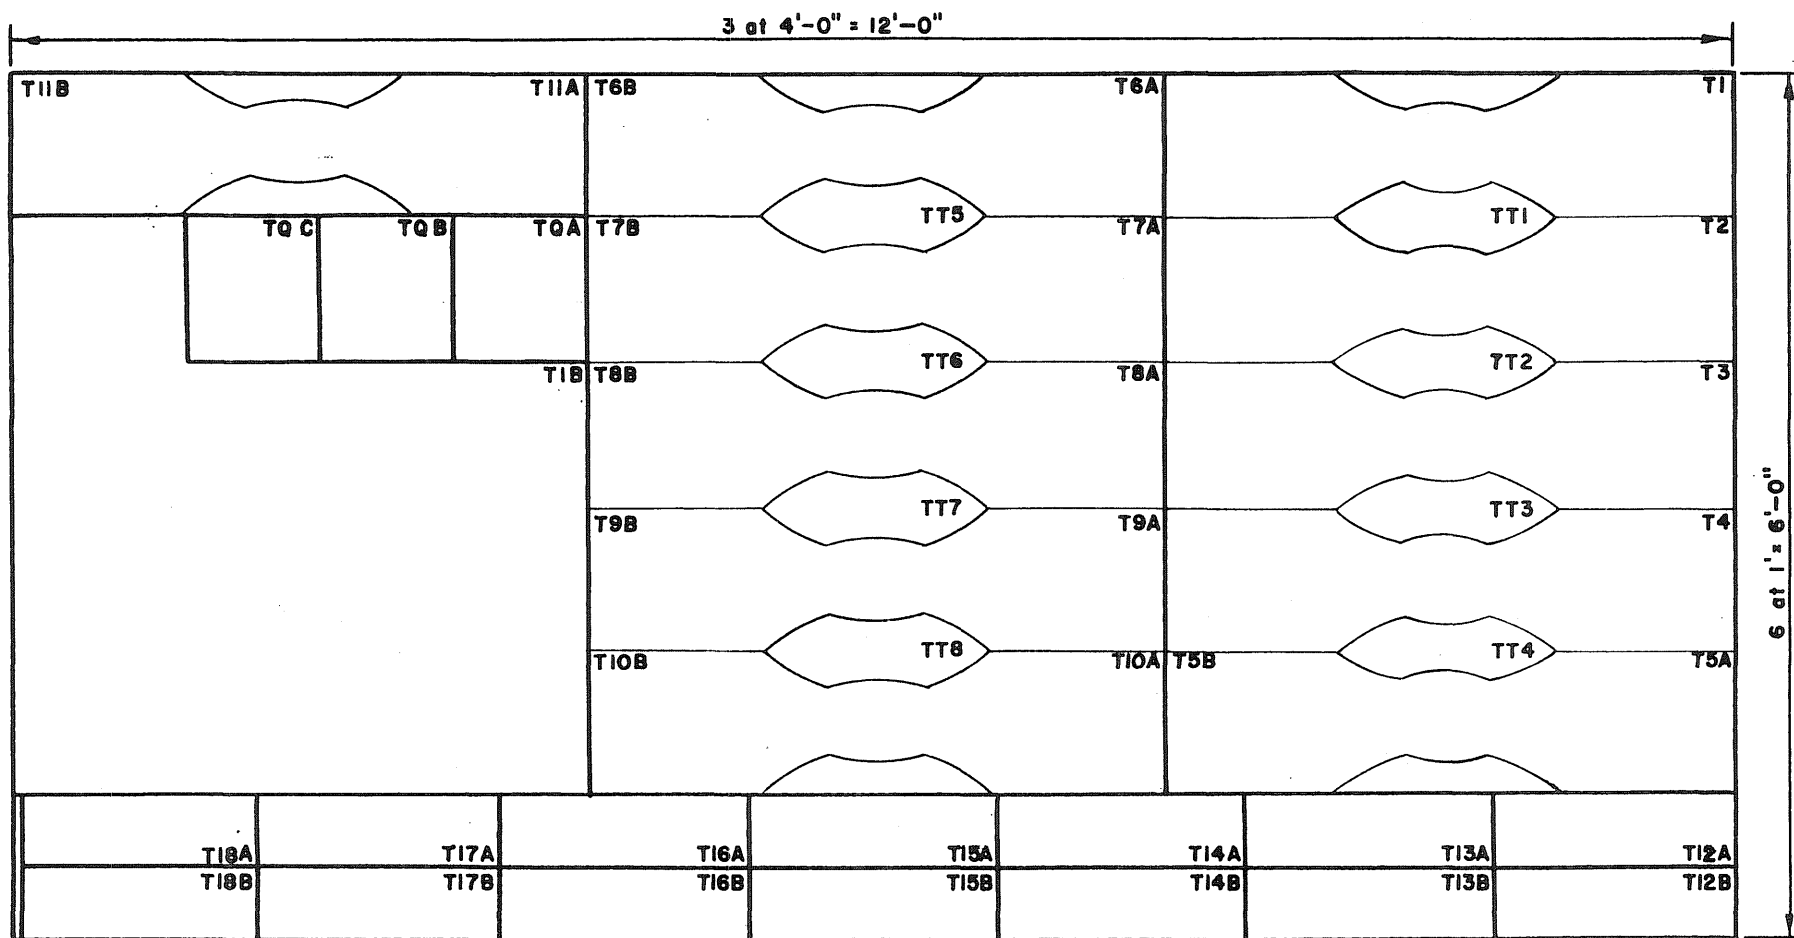 3 at 4'-0" = 12'-0"
T11B T11A T6B T6A T1
TQ C TQ B TQA T7B TT5 T7A TT1 T2
T1B T8B TT6 T8A TT2 T3
T9B TT7 T9A TT3 T4
T10B TT8 T10A T5B TT4 T5A
6 at 1' = 6'-0"
T18A T17A T16A T15A T14A T13A T12A
T18B T17B T16B T15B T14B T13B T12B